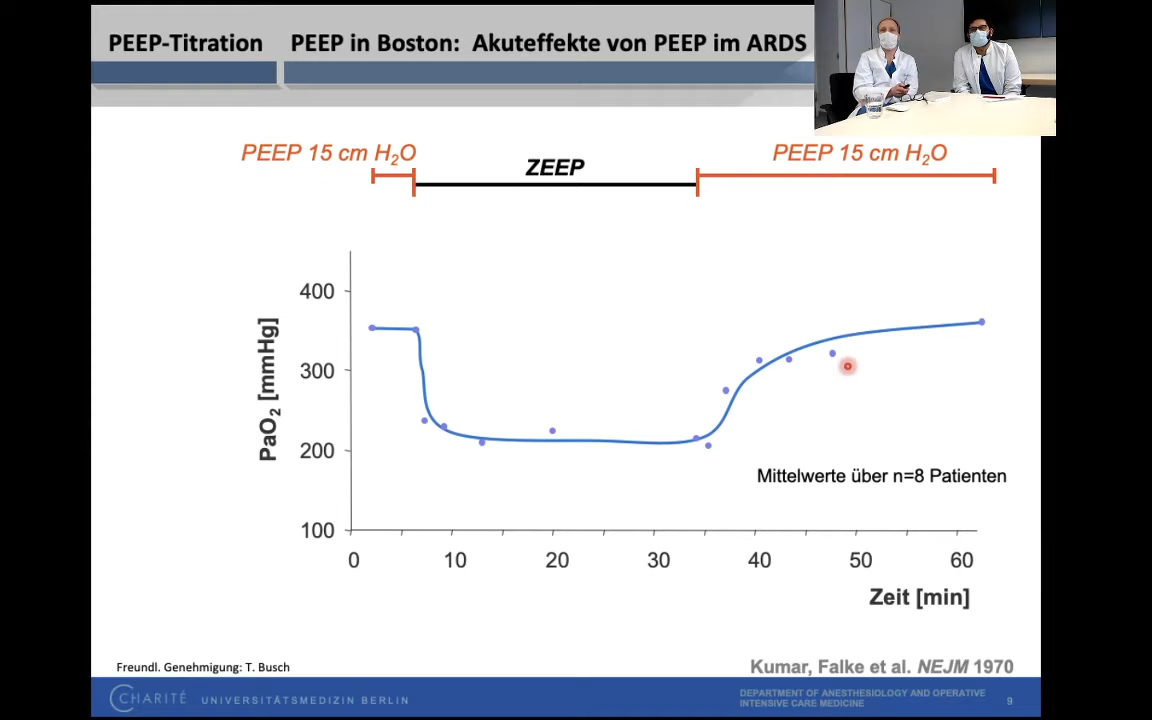 PEEP-Titration PEEP in Boston: Akuteffekte von PEEP im ARDS
PEEP 15 cm H₂O
ZEEP
PEEP 15 cm H₂O
PaO₂ [mmHg]
400
300
200
100
Mittelwerte über n=8 Patienten
0 10 20 30 40 50 60
Zeit [min]
Freundl. Genehmigung: T. Busch
Kumar, Falke et al. NEJM 1970
CHARITÉ UNIVERSITÄTSMEDIZIN BERLIN
DEPARTMENT OF ANESTHESIOLOGY AND OPERATIVE
INTENSIVE CARE MEDICINE
9